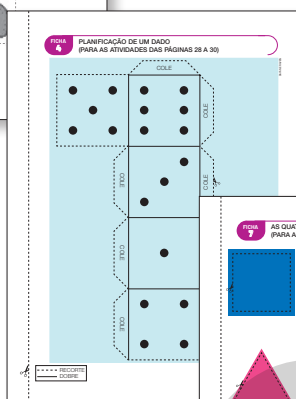 FICHA
4
PLANIFICAÇÃO DE UM DADO
(PARA AS ATIVIDADES DAS PÁGINAS 28 A 30)
COLE
COLE
COLE
COLE
COLE
COLE
FICHA
7
AS QUAT
(PARA A
RECORTE
DOBRE